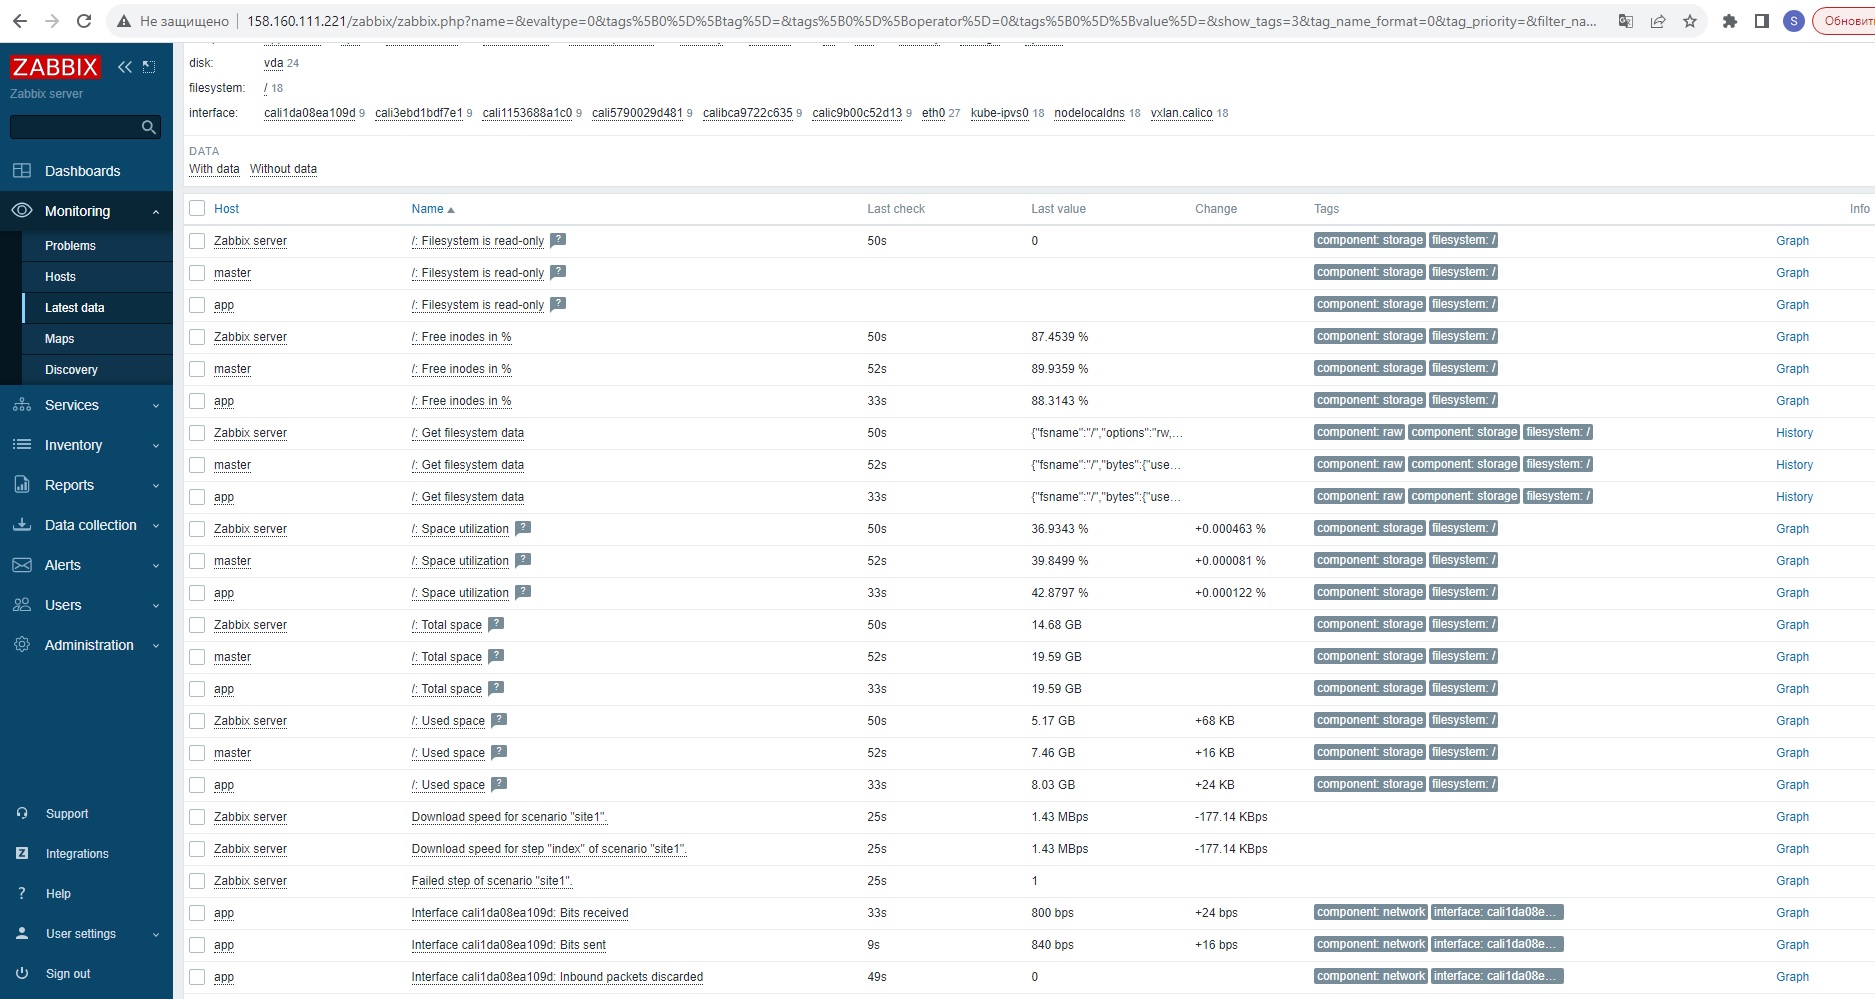 Не защищено 158.160.111.221/zabbix/zabbix.php?name=&evaltype=0&tags%5B0%5D%5Btag%5D=&tags%5B0%5D%5Boperator%5D=0&tags%5B0%5D%5Bvalue%5D=&show_tags=3&tag_name_format=0&tag_priority=&filter_na... S Обновить
ZABBIX
Zabbix server
Dashboards
Monitoring
Problems
Hosts
Latest data
Maps
Discovery
Services
Inventory
Reports
Data collection
Alerts
Users
Administration
Support
Integrations
Help
User settings
Sign out
disk: vda 24
filesystem: / 18
interface: cali1da08ea109d 9 cali3ebd1bdf7e1 9 cali1153688a1c0 9 cali5790029d481 9 calibca9722c635 9 calic9b00c52d13 9 eth0 27 kube-ipvs0 18 nodelocaldns 18 vxlan.calico 18
DATA
With data Without data
Host Name Last check Last value Change Tags Info
Zabbix server /: Filesystem is read-only ? 50s 0 component: storage filesystem: / Graph
master /: Filesystem is read-only ? component: storage filesystem: / Graph
app /: Filesystem is read-only ? component: storage filesystem: / Graph
Zabbix server /: Free inodes in % 50s 87.4539 % component: storage filesystem: / Graph
master /: Free inodes in % 52s 89.9359 % component: storage filesystem: / Graph
app /: Free inodes in % 33s 88.3143 % component: storage filesystem: / Graph
Zabbix server /: Get filesystem data 50s {"fsname":"/","options":"rw,... component: raw component: storage filesystem: / History
master /: Get filesystem data 52s {"fsname":"/","bytes":{"use... component: raw component: storage filesystem: / History
app /: Get filesystem data 33s {"fsname":"/","bytes":{"use... component: raw component: storage filesystem: / History
Zabbix server /: Space utilization ? 50s 36.9343 % +0.000463 % component: storage filesystem: / Graph
master /: Space utilization ? 52s 39.8499 % +0.000081 % component: storage filesystem: / Graph
app /: Space utilization ? 33s 42.8797 % +0.000122 % component: storage filesystem: / Graph
Zabbix server /: Total space ? 50s 14.68 GB component: storage filesystem: / Graph
master /: Total space ? 52s 19.59 GB component: storage filesystem: / Graph
app /: Total space ? 33s 19.59 GB component: storage filesystem: / Graph
Zabbix server /: Used space ? 50s 5.17 GB +68 KB component: storage filesystem: / Graph
master /: Used space ? 52s 7.46 GB +16 KB component: storage filesystem: / Graph
app /: Used space ? 33s 8.03 GB +24 KB component: storage filesystem: / Graph
Zabbix server Download speed for scenario "site1". 25s 1.43 MBps -177.14 KBps Graph
Zabbix server Download speed for step "index" of scenario "site1". 25s 1.43 MBps -177.14 KBps Graph
Zabbix server Failed step of scenario "site1". 25s 1 Graph
app Interface cali1da08ea109d: Bits received 33s 800 bps +24 bps component: network interface: cali1da08e... Graph
app Interface cali1da08ea109d: Bits sent 9s 840 bps +16 bps component: network interface: cali1da08e... Graph
app Interface cali1da08ea109d: Inbound packets discarded 49s 0 component: network interface: cali1da08e... Graph